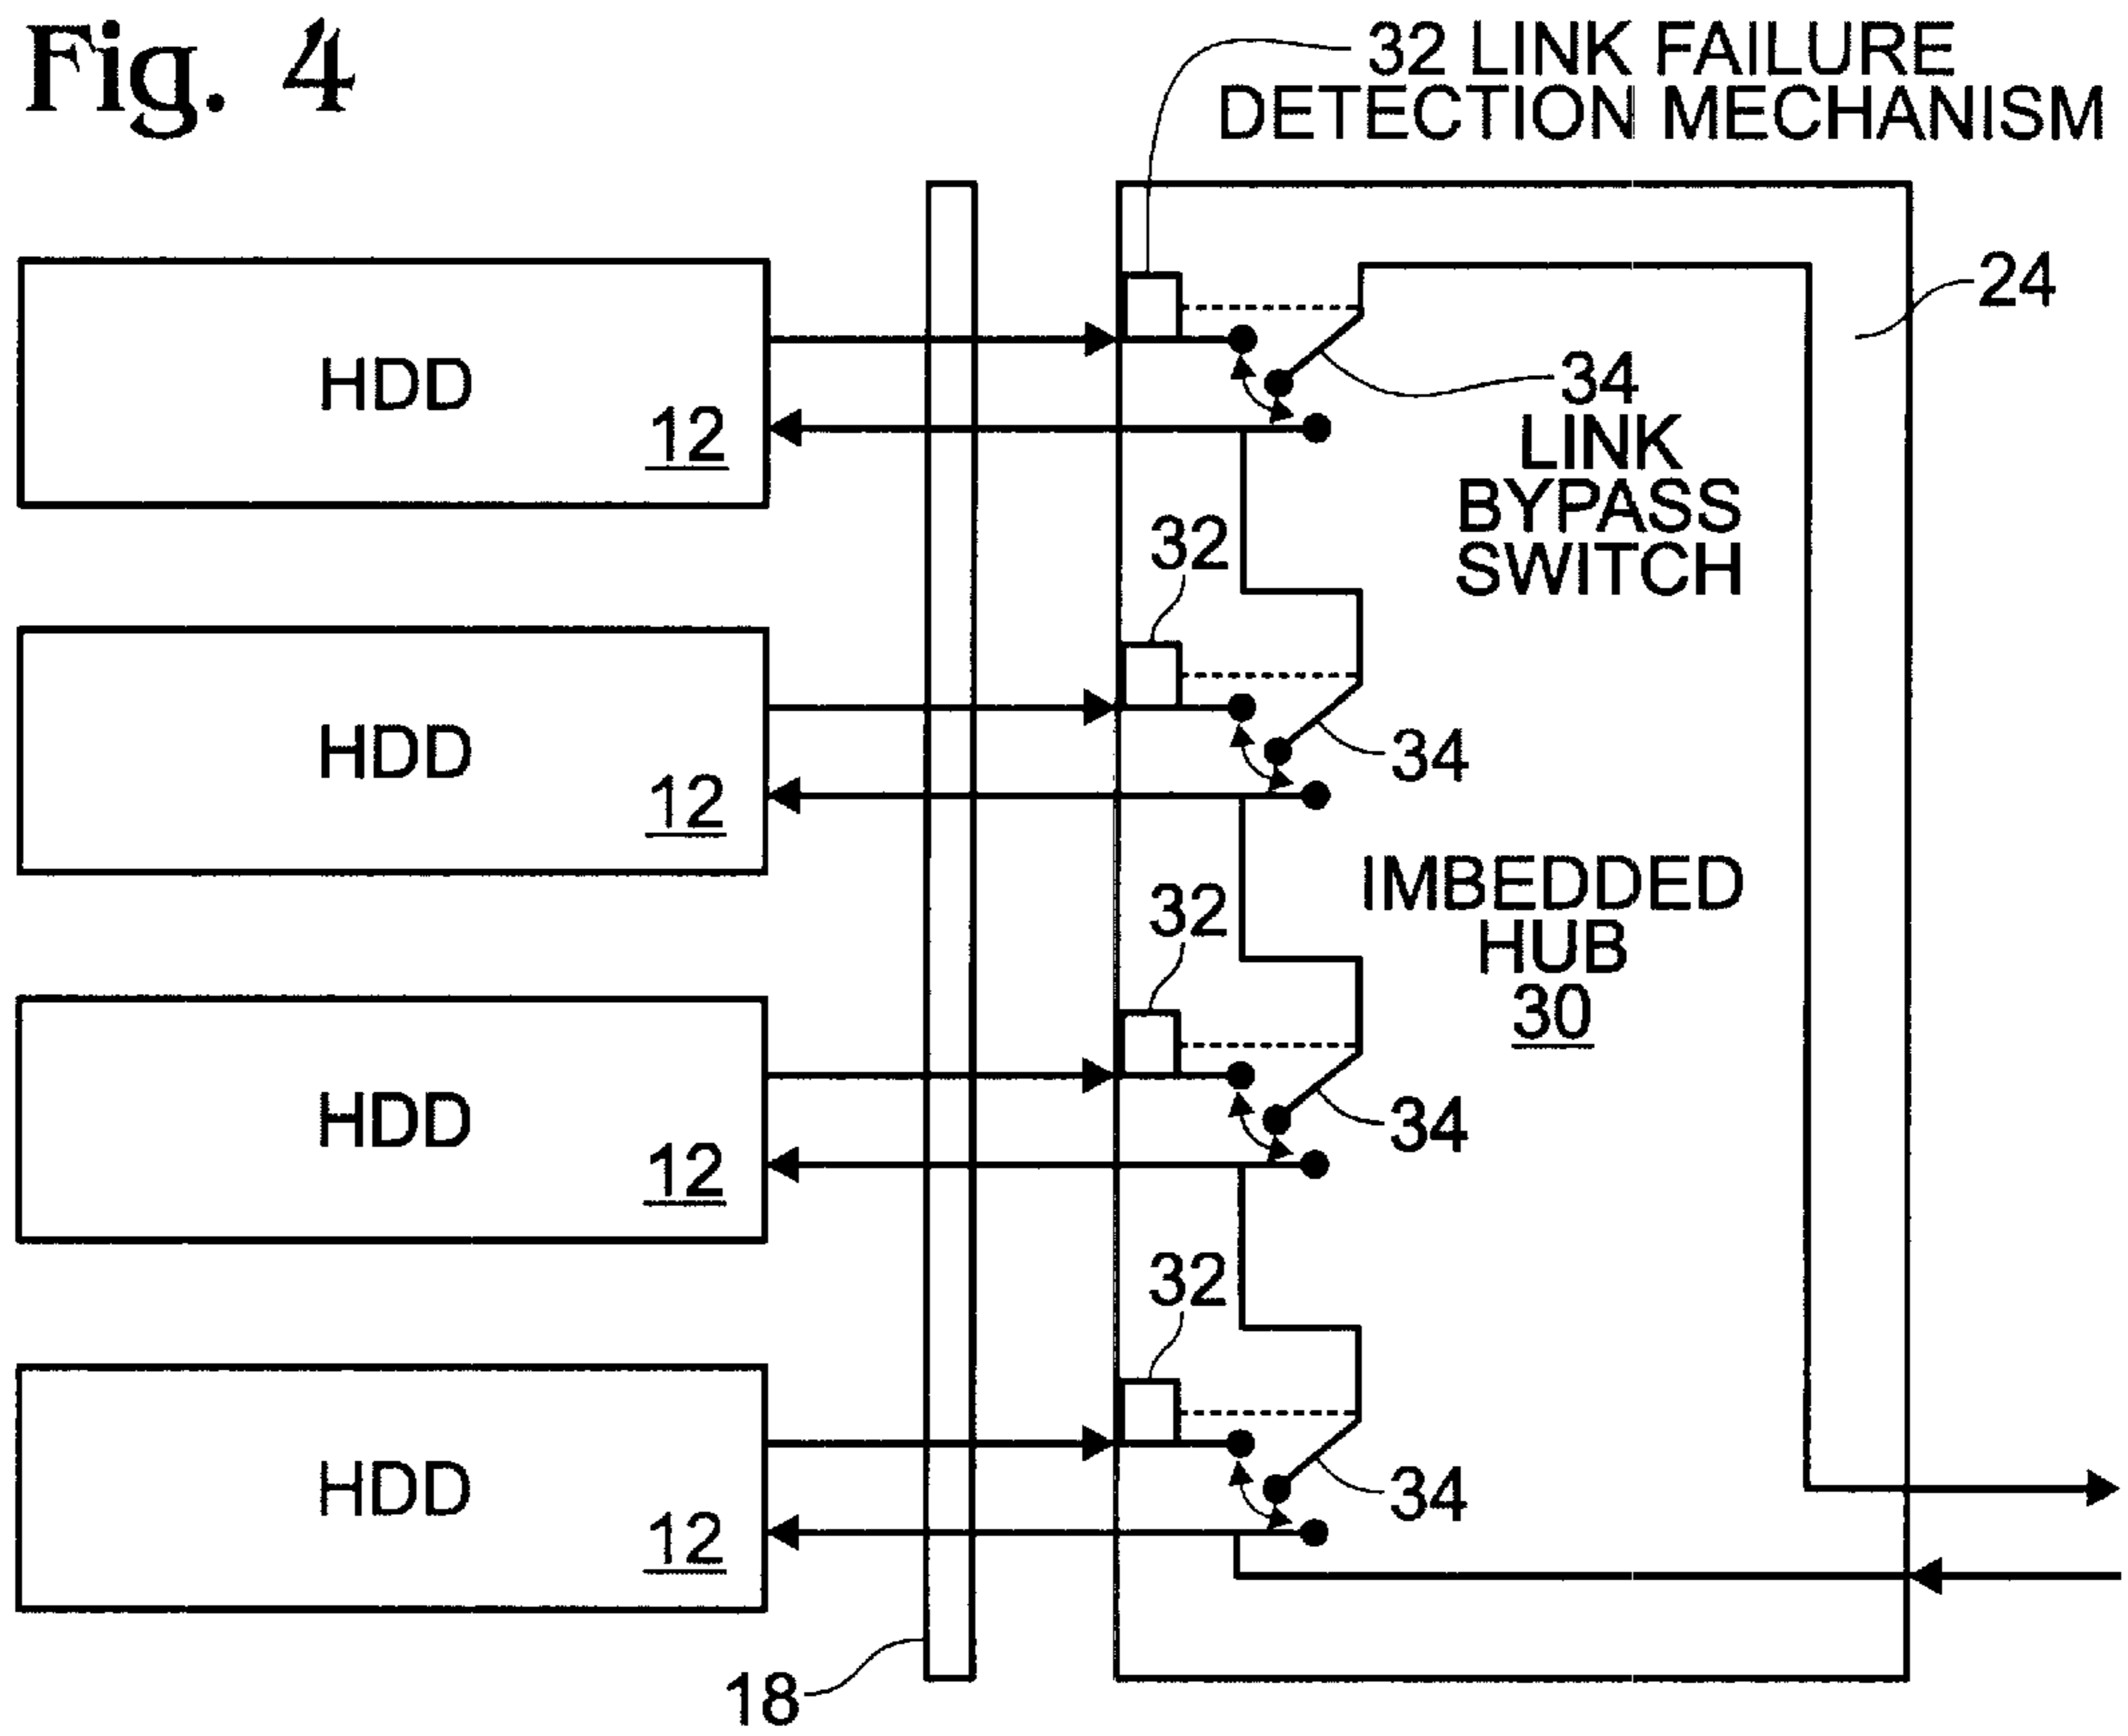 Fig. 4
32 LINK FAILURE
DETECTION MECHANISM
24
HDD
12
34
LINK
BYPASS
SWITCH
32
HDD
12
34
IMBEDDED
HUB
30
32
HDD
12
34
32
HDD
12
34
18